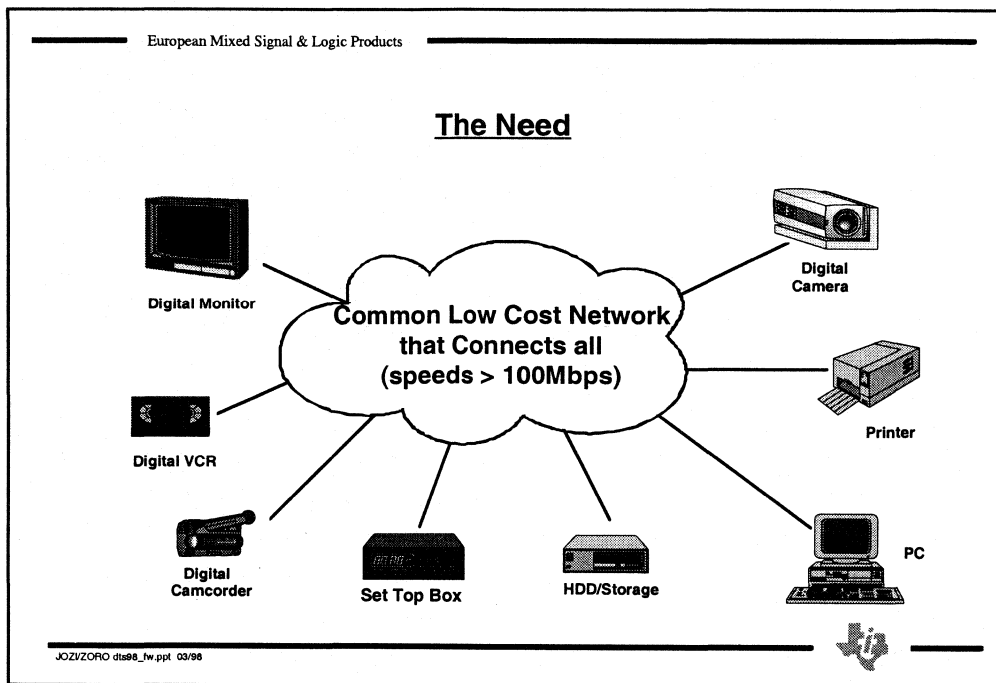 European Mixed Signal & Logic Products
The Need
Digital Monitor
Digital
Camera
Common Low Cost Network
that Connects all
(speeds > 100Mbps)
Printer
Digital VCR
Digital
Camcorder
Set Top Box
HDD/Storage
PC
JOZI/ZORO dts98_fw.ppt 03/98